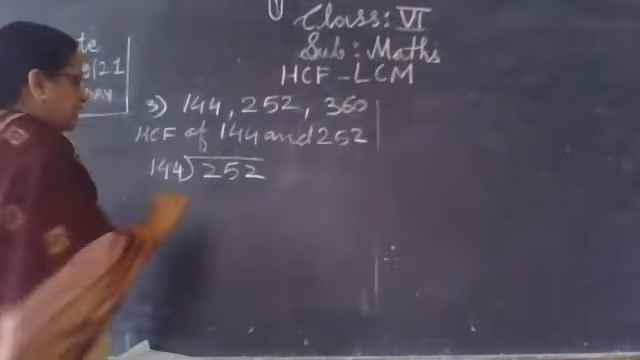 Class: VI
Sub: Maths
HCF-LCM
3) 144, 252, 360
HCF of 144 and 252
144)252